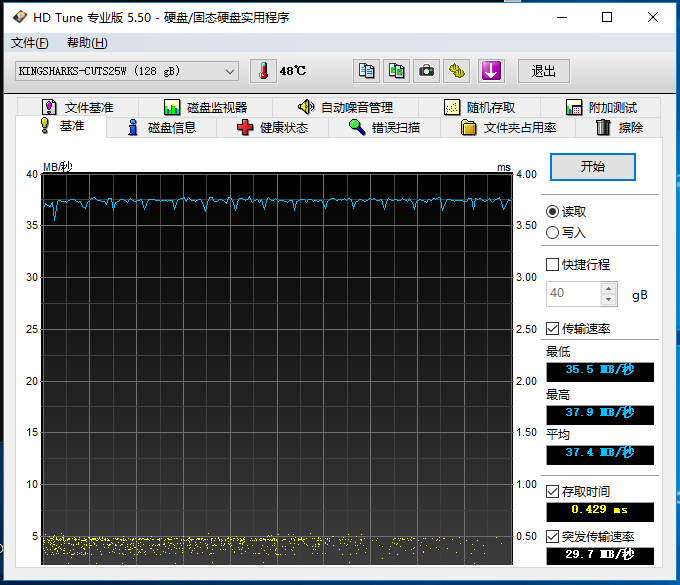 HD Tune 专业版 5.50 - 硬盘/固态硬盘实用程序
文件(F) 帮助(H)
KINGSHARKS-CUTS25W (128 gB) 48℃ 退出
文件基准 磁盘监视器 自动噪音管理 随机存取 附加测试
基准 磁盘信息 健康状态 错误扫描 文件夹占用率 擦除
MB/秒 ms
40 4.00
35 3.50
30 3.00
25 2.50
20 2.00
15 1.50
10 1.00
5 0.50
开始
读取
写入
快捷行程
40 gB
传输速率
最低
35.5 MB/秒
最高
37.9 MB/秒
平均
37.4 MB/秒
存取时间
0.429 ms
突发传输速率
29.7 MB/秒